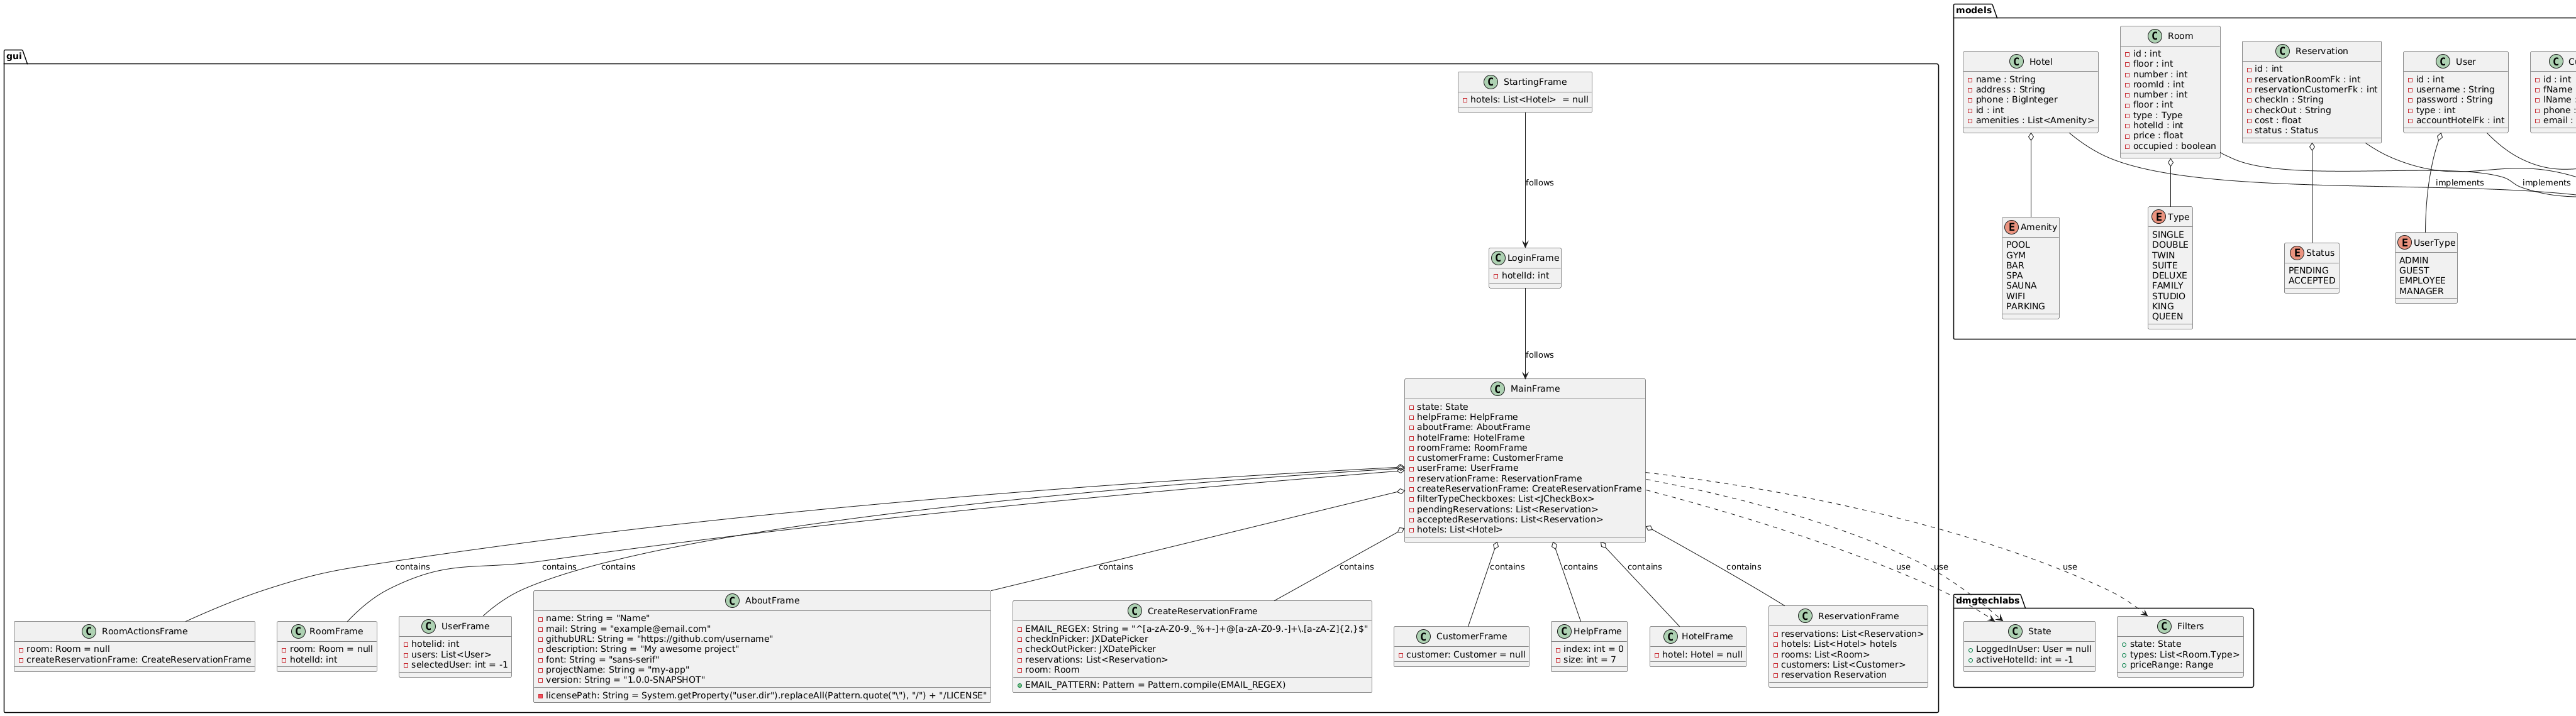 gui
StartingFrame
hotels: List<Hotel>  = null
follows
LoginFrame
hotelId: int
follows
MainFrame
state: State
helpFrame: HelpFrame
aboutFrame: AboutFrame
hotelFrame: HotelFrame
roomFrame: RoomFrame
customerFrame: CustomerFrame
userFrame: UserFrame
reservationFrame: ReservationFrame
createReservationFrame: CreateReservationFrame
filterTypeCheckboxes: List<JCheckBox>
pendingReservations: List<Reservation>
acceptedReservations: List<Reservation>
hotels: List<Hotel>
contains
contains
contains
contains
contains
contains
contains
contains
contains
use
use
use
RoomActionsFrame
room: Room = null
createReservationFrame: CreateReservationFrame
RoomFrame
room: Room = null
hotelId: int
UserFrame
hotelid: int
users: List<User>
selectedUser: int = -1
AboutFrame
name: String = "Name"
mail: String = "example@email.com"
githubURL: String = "https://github.com/username"
description: String = "My awesome project"
font: String = "sans-serif"
projectName: String = "my-app"
version: String = "1.0.0-SNAPSHOT"
licensePath: String = System.getProperty("user.dir").replaceAll(Pattern.quote("\"), "/") + "/LICENSE"
CreateReservationFrame
EMAIL_REGEX: String = "^[a-zA-Z0-9._%+-]+@[a-zA-Z0-9.-]+\.[a-zA-Z]{2,}$"
checkInPicker: JXDatePicker
checkOutPicker: JXDatePicker
reservations: List<Reservation>
room: Room
EMAIL_PATTERN: Pattern = Pattern.compile(EMAIL_REGEX)
CustomerFrame
customer: Customer = null
HelpFrame
index: int = 0
size: int = 7
HotelFrame
hotel: Hotel = null
ReservationFrame
reservations: List<Reservation>
hotels: List<Hotel> hotels
rooms: List<Room>
customers: List<Customer>
reservation Reservation
models
Hotel
name : String
address : String
phone : BigInteger
id : int
amenities : List<Amenity>
Room
id : int
floor : int
number : int
roomId : int
number : int
floor : int
type : Type
hotelId : int
price : float
occupied : boolean
Reservation
id : int
reservationRoomFk : int
reservationCustomerFk : int
checkIn : String
checkOut : String
cost : float
status : Status
User
id : int
username : String
password : String
type : int
accountHotelFk : int
id : int
fName
lName
phone :
email :
implements
implements
Amenity
POOL
GYM
BAR
SPA
SAUNA
WIFI
PARKING
Type
SINGLE
DOUBLE
TWIN
SUITE
DELUXE
FAMILY
STUDIO
KING
QUEEN
Status
PENDING
ACCEPTED
UserType
ADMIN
GUEST
EMPLOYEE
MANAGER
dmgtechlabs
State
LoggedInUser: User = null
activeHotelId: int = -1
Filters
state: State
types: List<Room.Type>
priceRange: Range